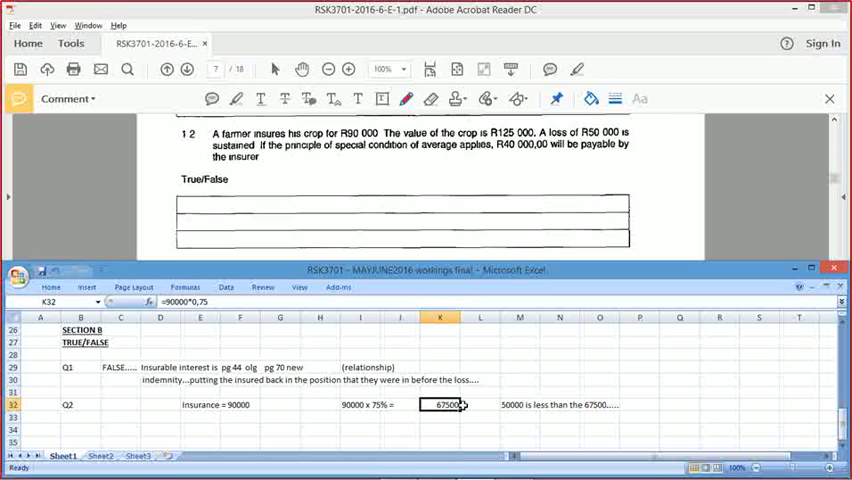 RSK3701-2016-6-E-1.pdf - Adobe Acrobat Reader DC
File Edit View Window Help
Home Tools RSK3701-2016-6-E... × Sign In
7 / 18 100%
Comment
1 2 A farmer insures his crop for R90 000 The value of the crop is R125 000. A loss of R50 000 is
sustained If the principle of special condition of average applies, R40 000,00 will be payable by
the insurer
True/False
RSK3701 - MAYJUNE2016 workings final - Microsoft Excel
Home Insert Page Layout Formulas Data Review View Add-Ins
K32 fx =90000*0,75
A B C D E F G H I J K L M N O P Q R S T
26 SECTION B
27 TRUE/FALSE
28
29 Q1 FALSE..... Insurable interest is pg 44 olg pg 70 new (relationship)
30 indemnity...putting the insured back in the position that they were in before the loss....
31
32 Q2 Insurance = 90000 90000 x 75% = 67500 50000 is less than the 67500.....
33
34
35
Sheet1 Sheet2 Sheet3
Ready 100%